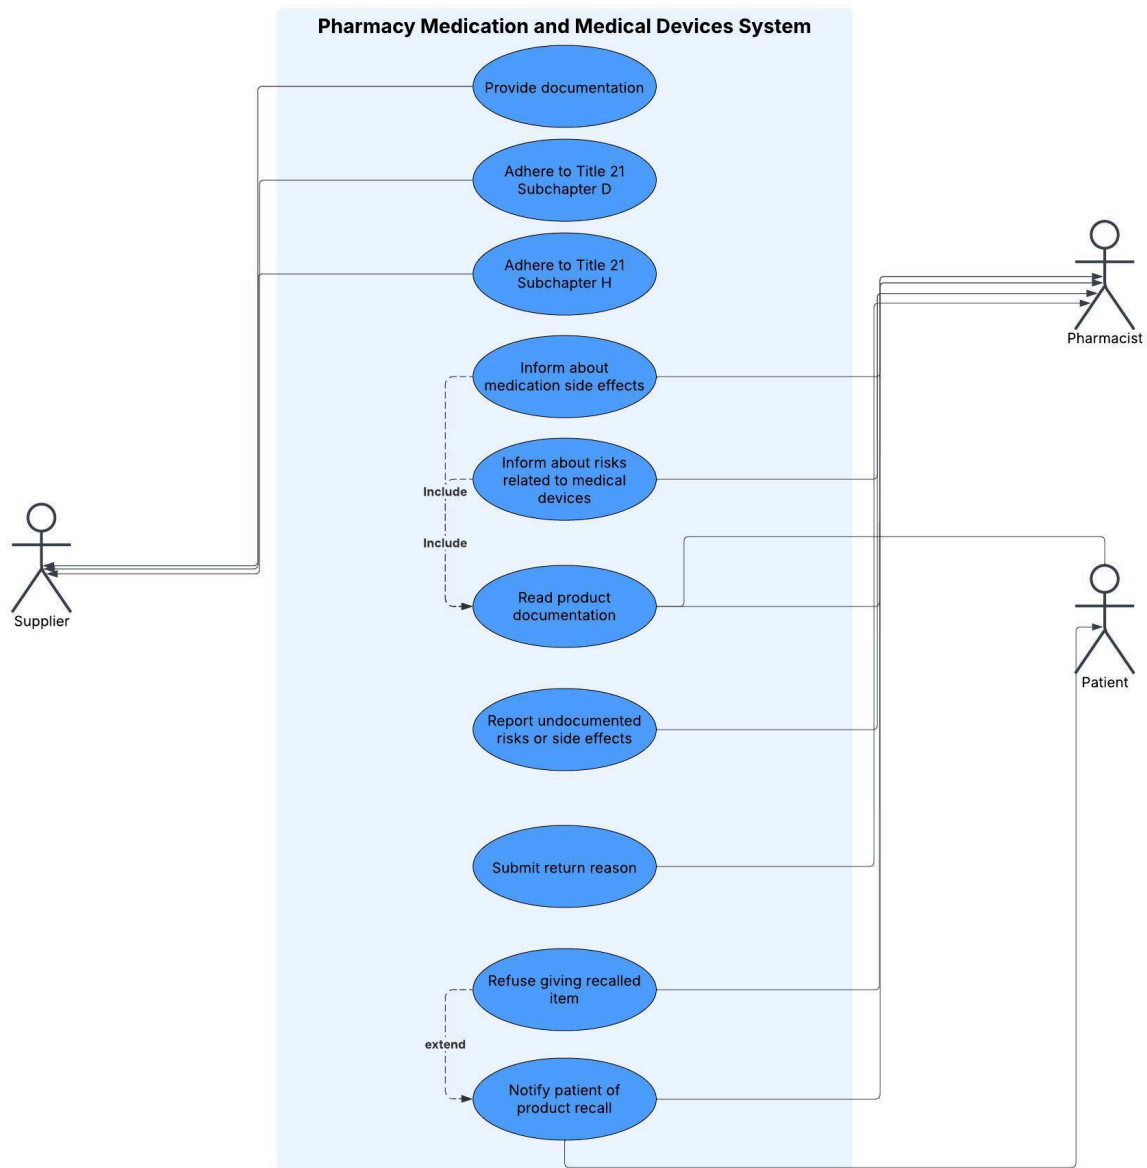 Pharmacy Medication and Medical Devices System
Provide documentation
Adhere to Title 21
Subchapter D
Adhere to Title 21
Subchapter H
Pharmacist
Inform about
medication side effects
Inform about risks
related to medical
devices
Include
Include
Supplier
Read product
documentation
Patient
Report undocumented
risks or side effects
Submit return reason
Refuse giving recalled
item
extend
Notify patient of
product recall